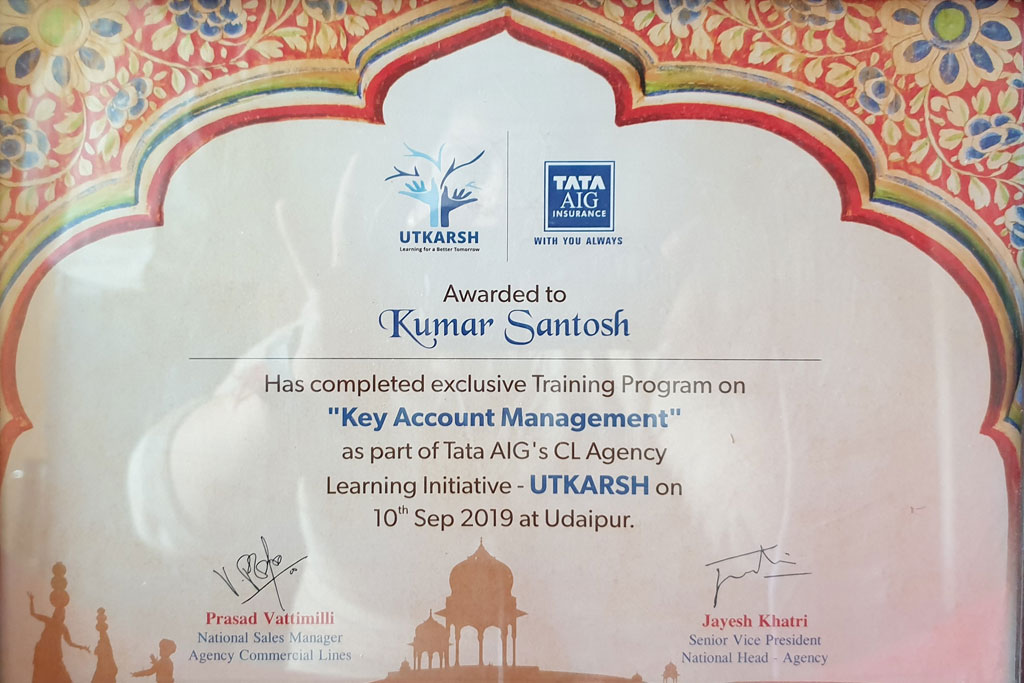 UTKARSH
Learning for a Better Tomorrow
TATA
AIG
INSURANCE
WITH YOU ALWAYS
Awarded to
Kumar Santosh
Has completed exclusive Training Program on
"Key Account Management"
as part of Tata AIG's CL Agency
Learning Initiative - UTKARSH on
10th Sep 2019 at Udaipur.
Prasad Vattimilli
National Sales Manager
Agency Commercial Lines
Jayesh Khatri
Senior Vice President
National Head - Agency